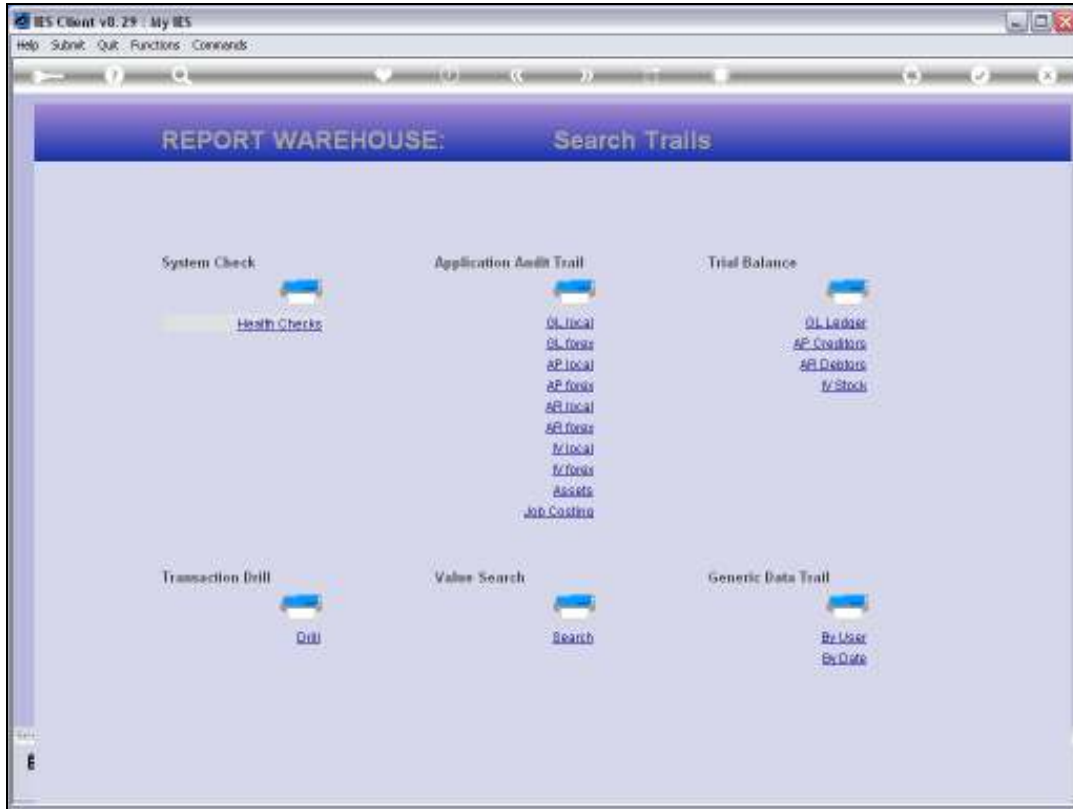 IES Client v8.29 : My IES
Help Submit Quit Functions Commands
REPORT WAREHOUSE: Search Trails
System Check
Health Checks
Application Audit Trail
GL local
GL forex
AP local
AP forex
AR local
AR forex
IV local
IV forex
Assets
Job Costing
Trial Balance
GL Ledger
AP Creditors
AR Debtors
IV Stock
Transaction Drill
Drill
Value Search
Search
Generic Data Trail
By User
By Date